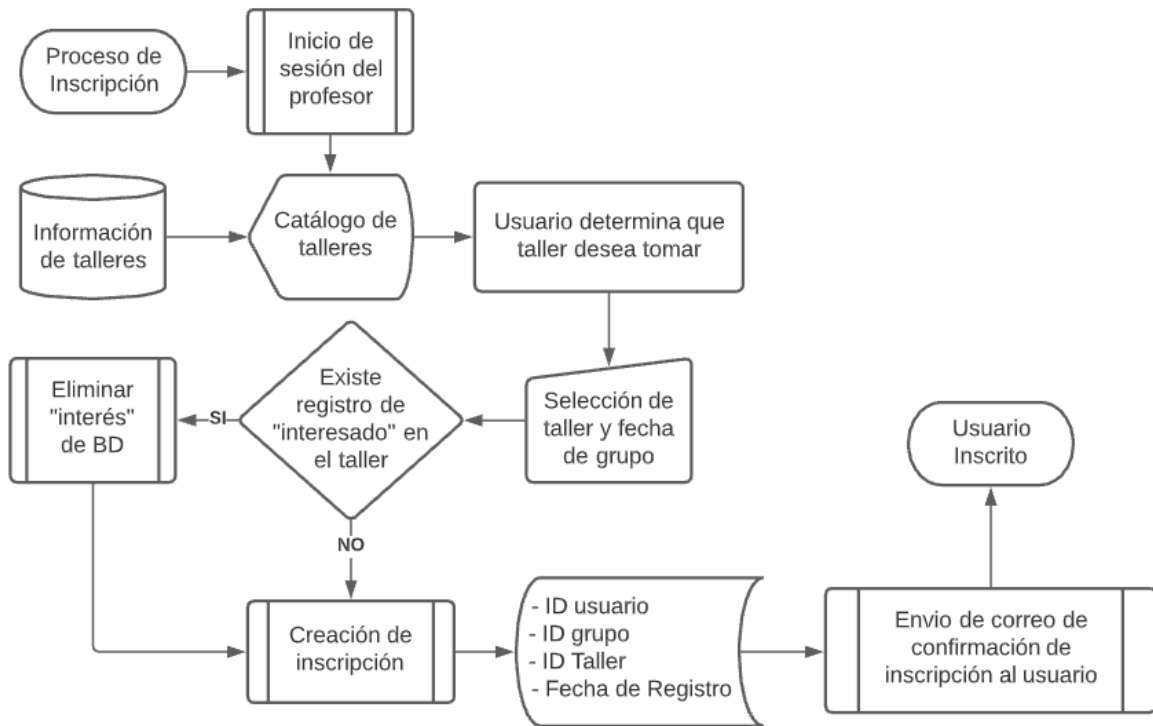 Proceso de
Inscripción
Inicio de
sesión del
profesor
Información
de talleres
Catálogo de
talleres
Usuario determina que
taller desea tomar
Eliminar
"interés"
de BD
SI
Existe
registro de
"interesado" en
el taller
Selección de
taller y fecha
de grupo
Usuario
Inscrito
NO
Creación de
inscripción
- ID usuario
- ID grupo
- ID Taller
- Fecha de Registro
Envio de correo de
confirmación de
inscripción al usuario